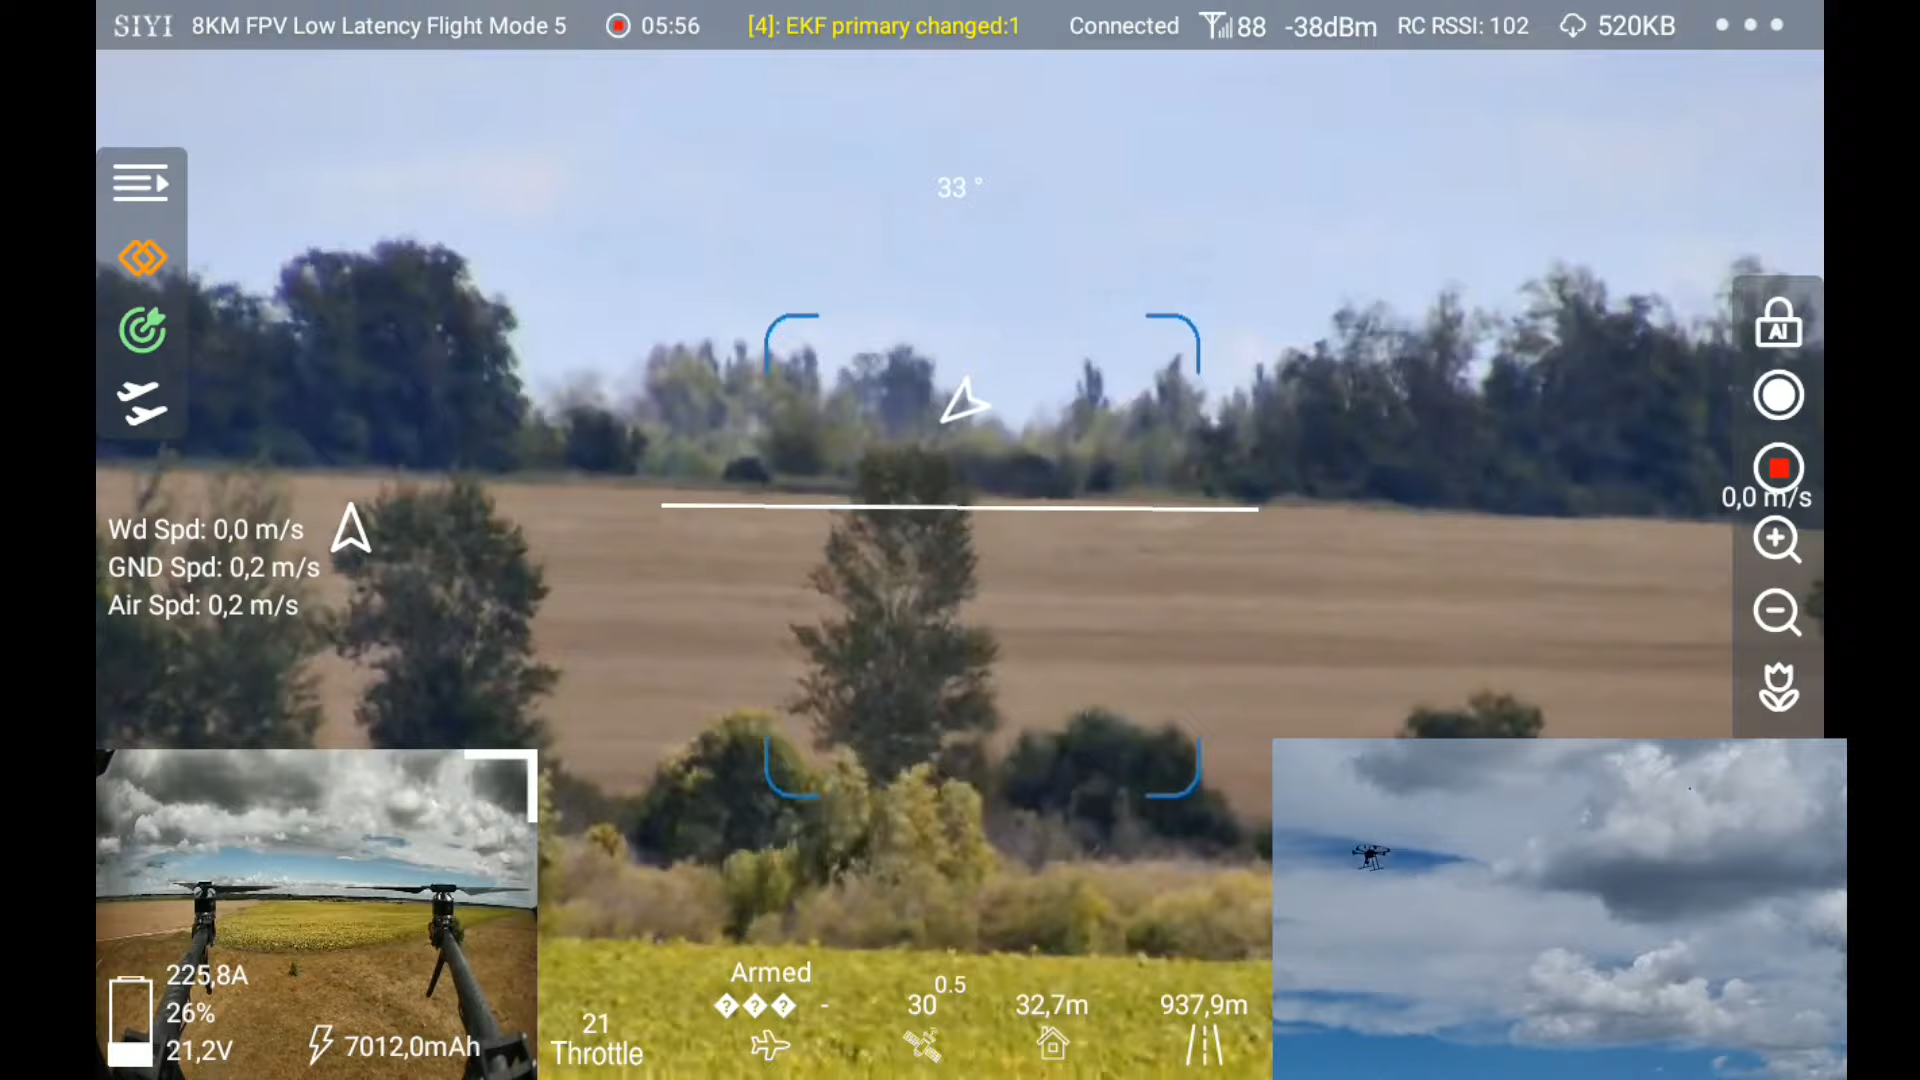 SIYI 8KM FPV Low Latency Flight Mode 5 05:56 [4]: EKF primary changed:1 Connected 88 -38dBm RC RSSI: 102 520KB
33 °
AI
0,0 m/s
Wd Spd: 0,0 m/s
GND Spd: 0,2 m/s
Air Spd: 0,2 m/s
225,8A
26%
21,2V
7012,0mAh
21
Throttle
Armed
��� -
30 0.5
32,7m
937,9m